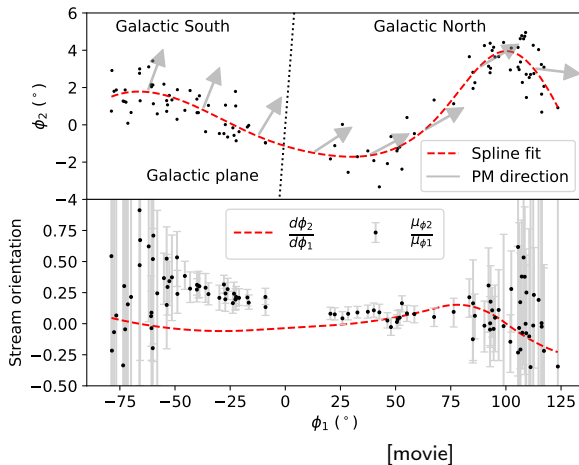 Galactic South Galactic North
6
4
2
0
−2
−4
ϕ2 (°)
Galactic plane
Spline fit
PM direction
1.00
0.75
0.50
0.25
0.00
−0.25
−0.50
Stream orientation
dϕ2/dϕ1 μϕ2/μϕ1
−75 −50 −25 0 25 50 75 100 125
ϕ1 (°)
[movie]